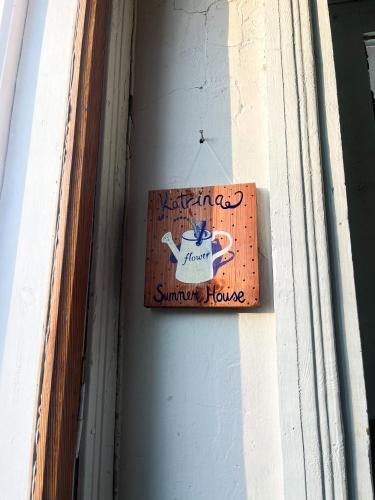 Katrina
flower
Summer House